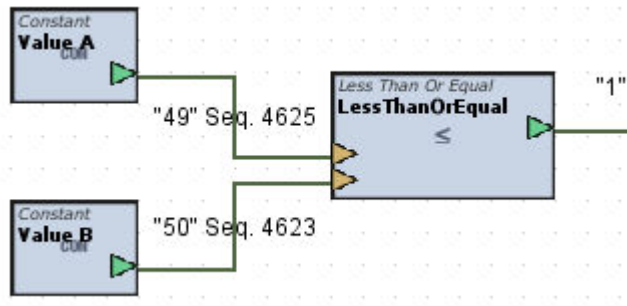 Constant
Value A
CON
"49" Seq. 4625
Less Than Or Equal
LessThanOrEqual
≤
"1"
Constant
Value B
CON
"50" Seq. 4623